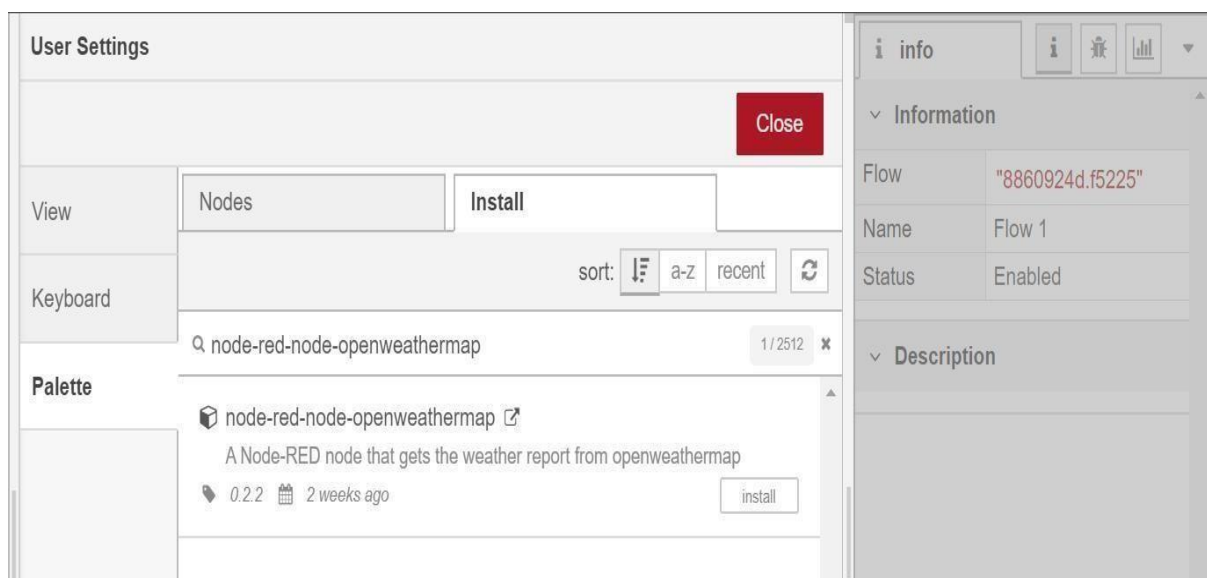 User Settings
Close
View
Keyboard
Palette
Nodes
Install
sort: a-z recent
node-red-node-openweathermap
1 / 2512 ×
node-red-node-openweathermap
A Node-RED node that gets the weather report from openweathermap
0.2.2 2 weeks ago
install
i info
i
Information
Flow "8860924d.f5225"
Name Flow 1
Status Enabled
Description